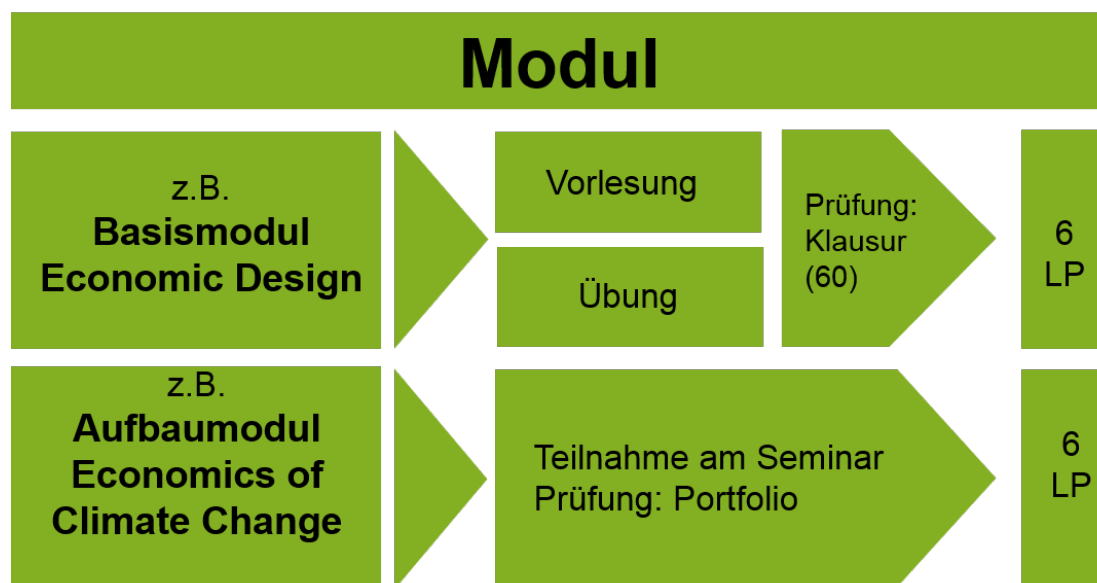 Modul
z.B.
Basismodul
Economic Design
Vorlesung
Übung
Prüfung:
Klausur
(60)
6
LP
z.B.
Aufbaumodul
Economics of
Climate Change
Teilnahme am Seminar
Prüfung: Portfolio
6
LP